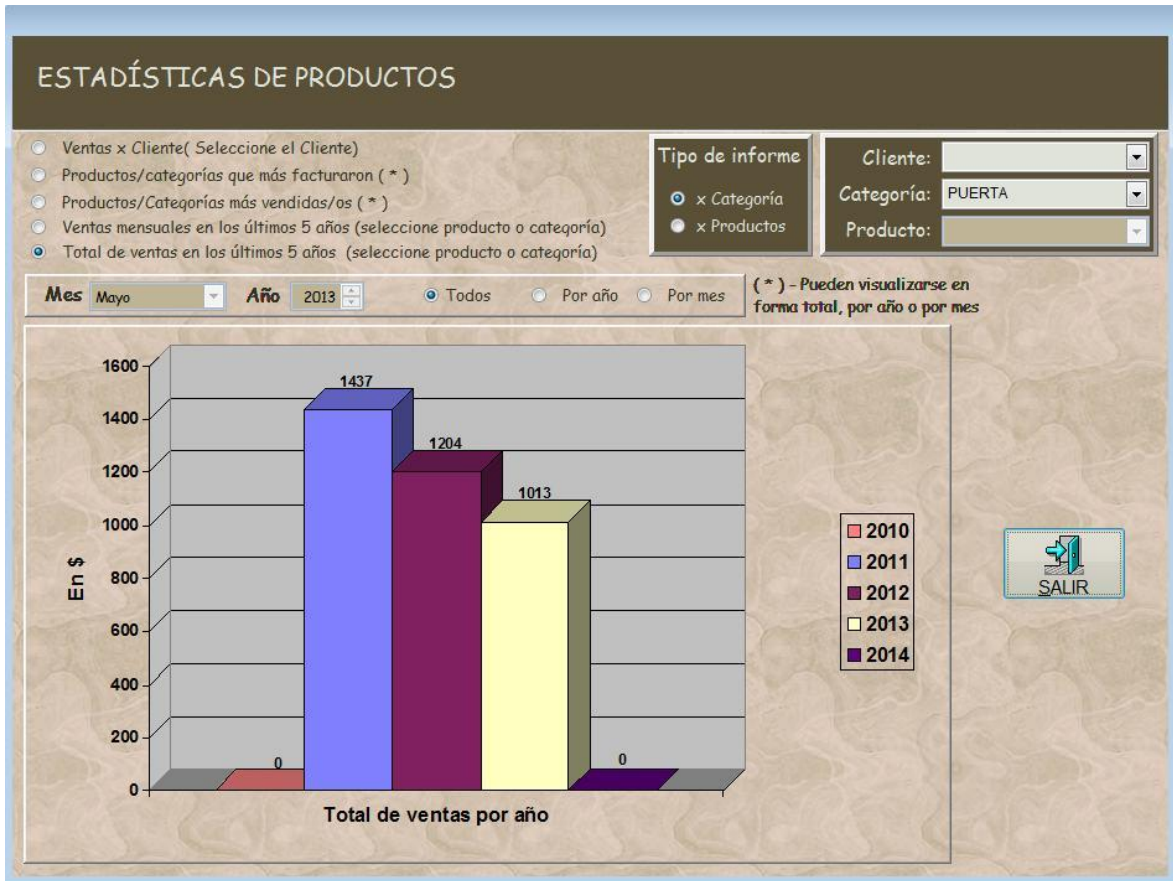 ESTADÍSTICAS DE PRODUCTOS
Ventas x Cliente( Seleccione el Cliente)
Productos/categorías que más facturaron ( * )
Productos/Categorías más vendidas/os ( * )
Ventas mensuales en los últimos 5 años (seleccione producto o categoría)
Total de ventas en los últimos 5 años (seleccione producto o categoría)
Tipo de informe
x Categoría
x Productos
Cliente:
Categoría: PUERTA
Producto:
Mes Mayo Año 2013 Todos Por año Por mes
( * ) - Pueden visualizarse en
forma total, por año o por mes
1600
1400
1200
1000
800
600
400
200
0
En $
0
1437
1204
1013
0
Total de ventas por año
2010
2011
2012
2013
2014
SALIR